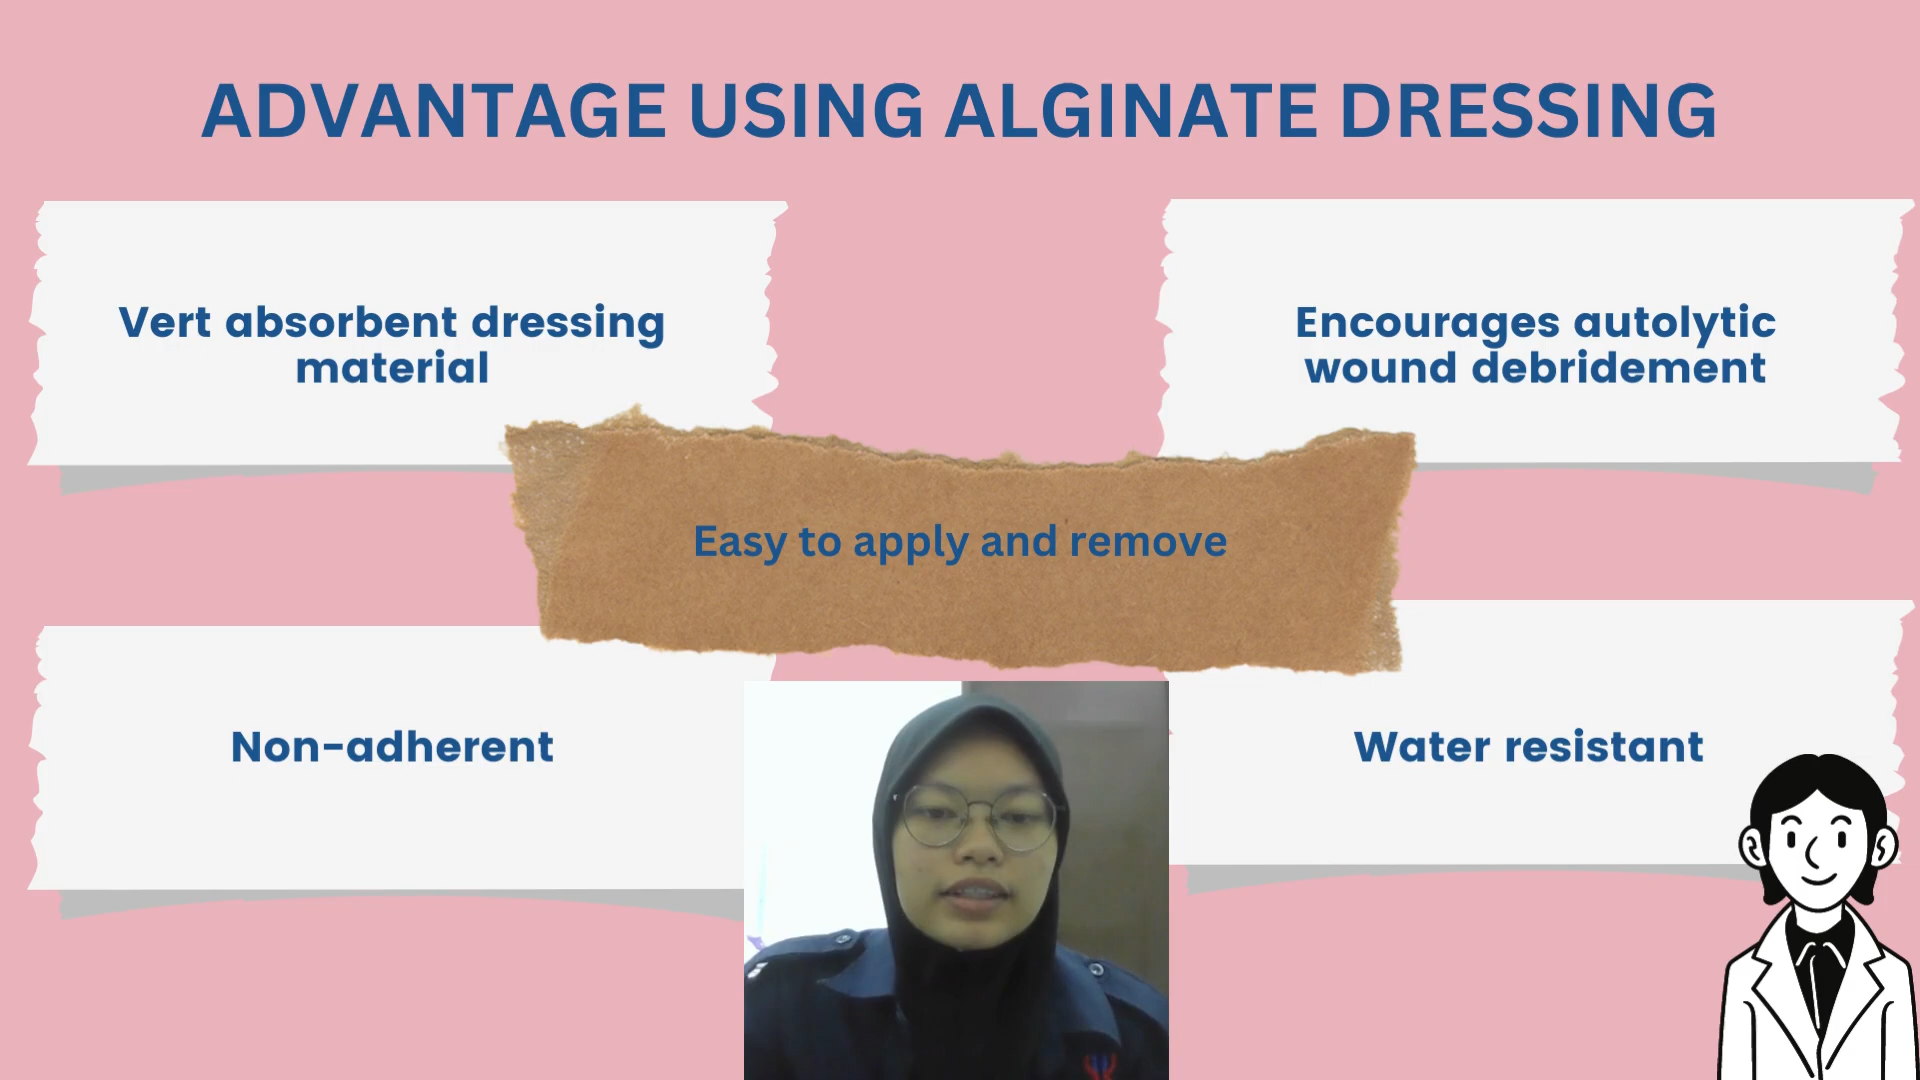 ADVANTAGE USING ALGINATE DRESSING
Vert absorbent dressing
material
Encourages autolytic
wound debridement
Easy to apply and remove
Non-adherent
Water resistant